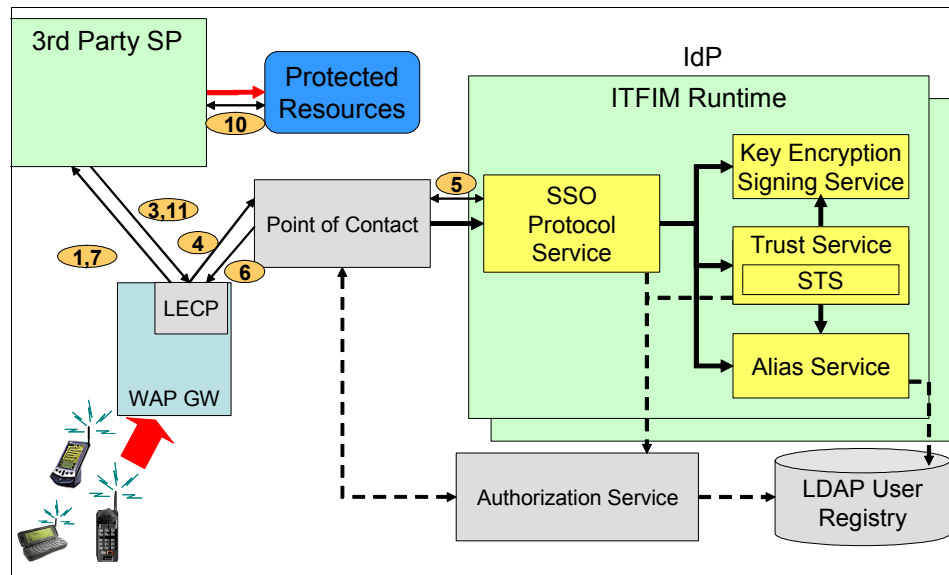 3rd Party SP
Protected
Resources
10
IdP
ITFIM Runtime
Key Encryption
Signing Service
SSO
Protocol
Service
Trust Service
STS
Alias Service
5
Point of Contact
3,11
4
1,7
6
LECP
WAP GW
Authorization Service
LDAP User
Registry